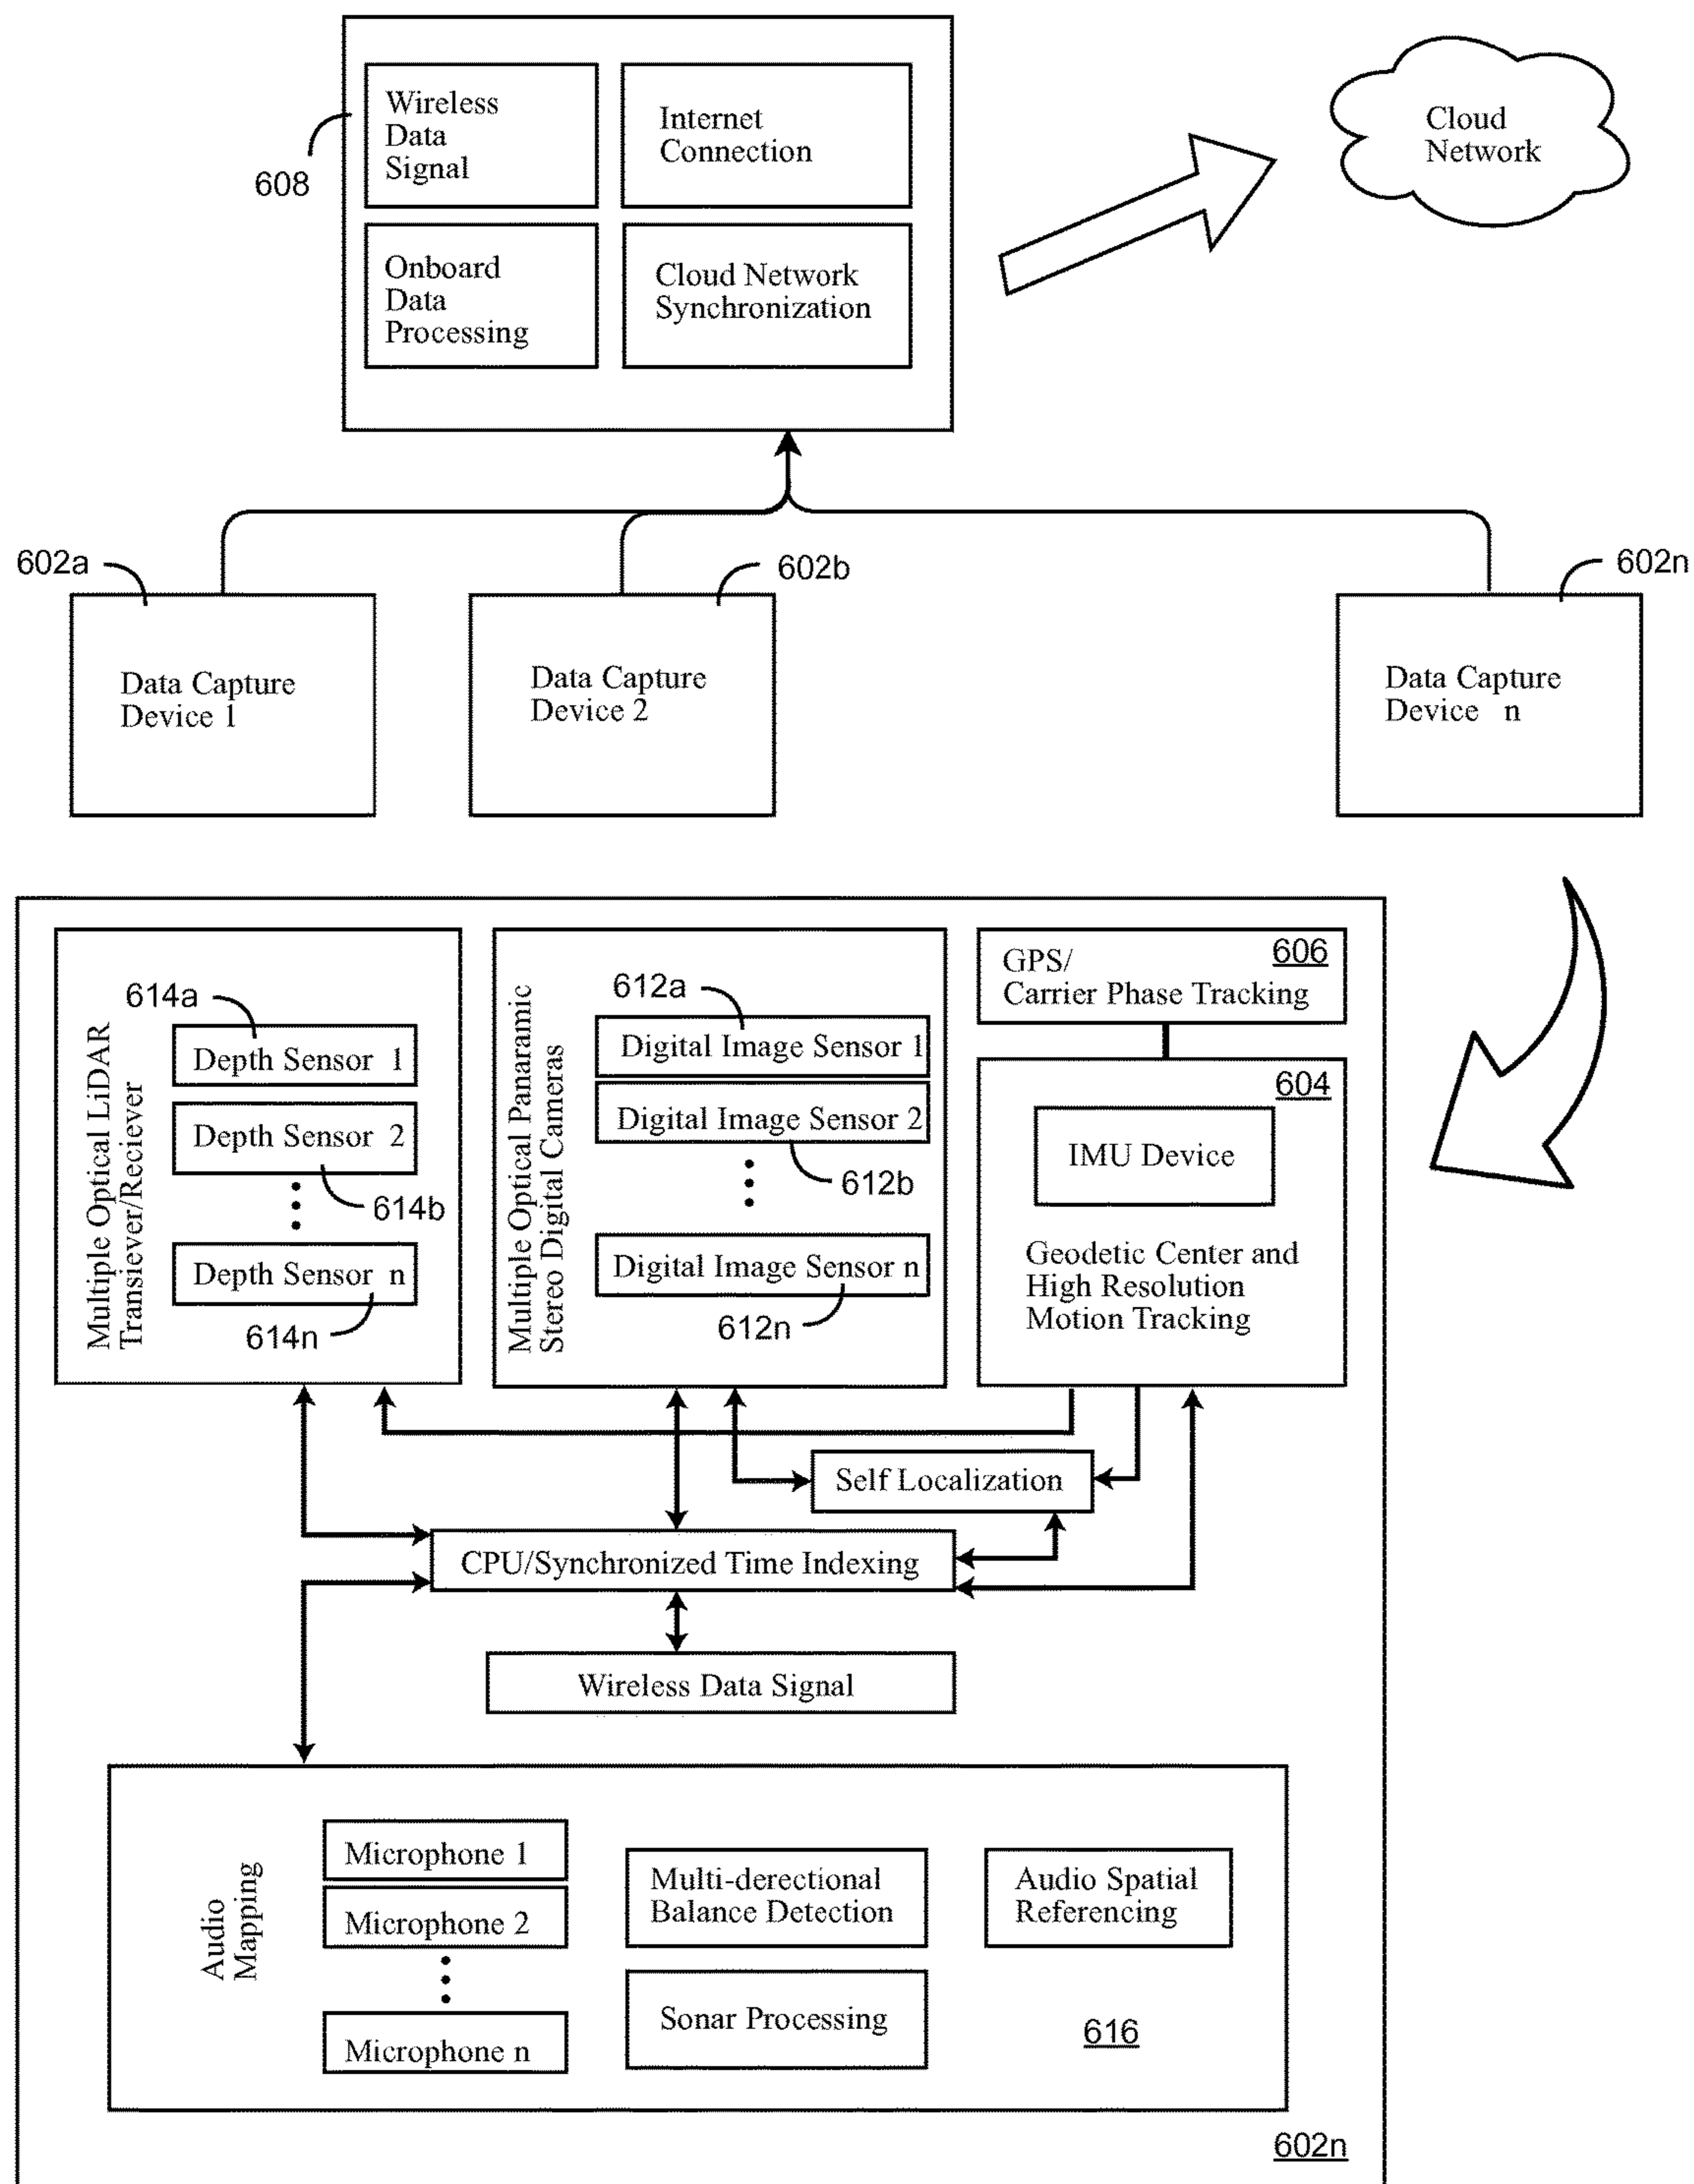 Wireless
Data
Signal
Internet
Connection
608
Onboard
Data
Processing
Cloud Network
Synchronization
Cloud
Network
602a
602b
602n
Data Capture
Device 1
Data Capture
Device 2
Data Capture
Device n
Multiple Optical LiDAR
Transiever/Reciever
614a
Depth Sensor 1
Depth Sensor 2
614b
Depth Sensor n
614n
Multiple Optical Panaramic
Stereo Digital Cameras
612a
Digital Image Sensor 1
Digital Image Sensor 2
612b
Digital Image Sensor n
612n
606
GPS/
Carrier Phase Tracking
604
IMU Device
Geodetic Center and
High Resolution
Motion Tracking
Self Localization
CPU/Synchronized Time Indexing
Wireless Data Signal
Audio
Mapping
Microphone 1
Microphone 2
Microphone n
Multi-derectional
Balance Detection
Sonar Processing
Audio Spatial
Referencing
616
602n